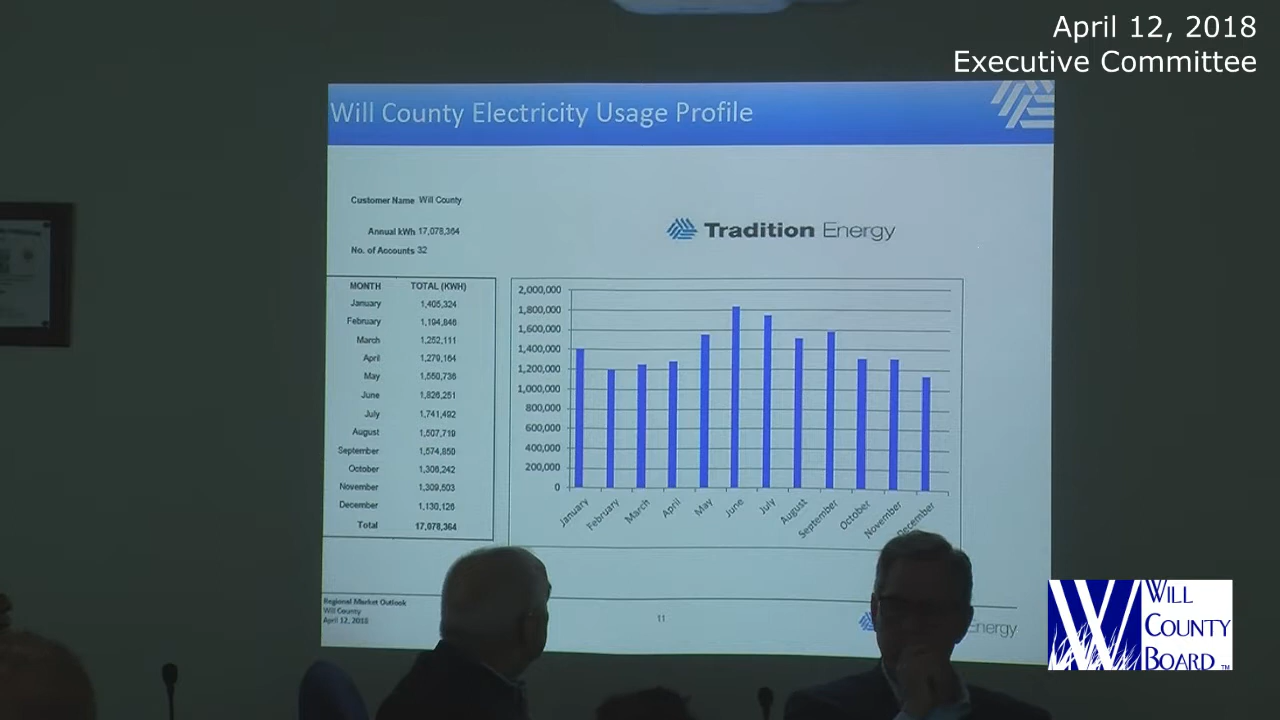 April 12, 2018
Executive Committee
Will County Electricity Usage Profile
Customer Name Will County
Annual kWh 17,078,364
No. of Accounts 32
Tradition Energy
MONTH TOTAL (KWH)
January 1,405,324
February 1,194,846
March 1,252,111
April 1,279,164
May 1,550,736
June 1,826,251
July 1,741,492
August 1,507,719
September 1,574,850
October 1,306,242
November 1,309,503
December 1,130,126
Total 17,078,364
2,000,000
1,800,000
1,600,000
1,400,000
1,200,000
1,000,000
800,000
600,000
400,000
200,000
0
January
February
March
April
May
June
July
August
September
October
November
December
Regional Market Outlook
Will County
April 12, 2018
11
Energy
WILL
COUNTY
BOARD™